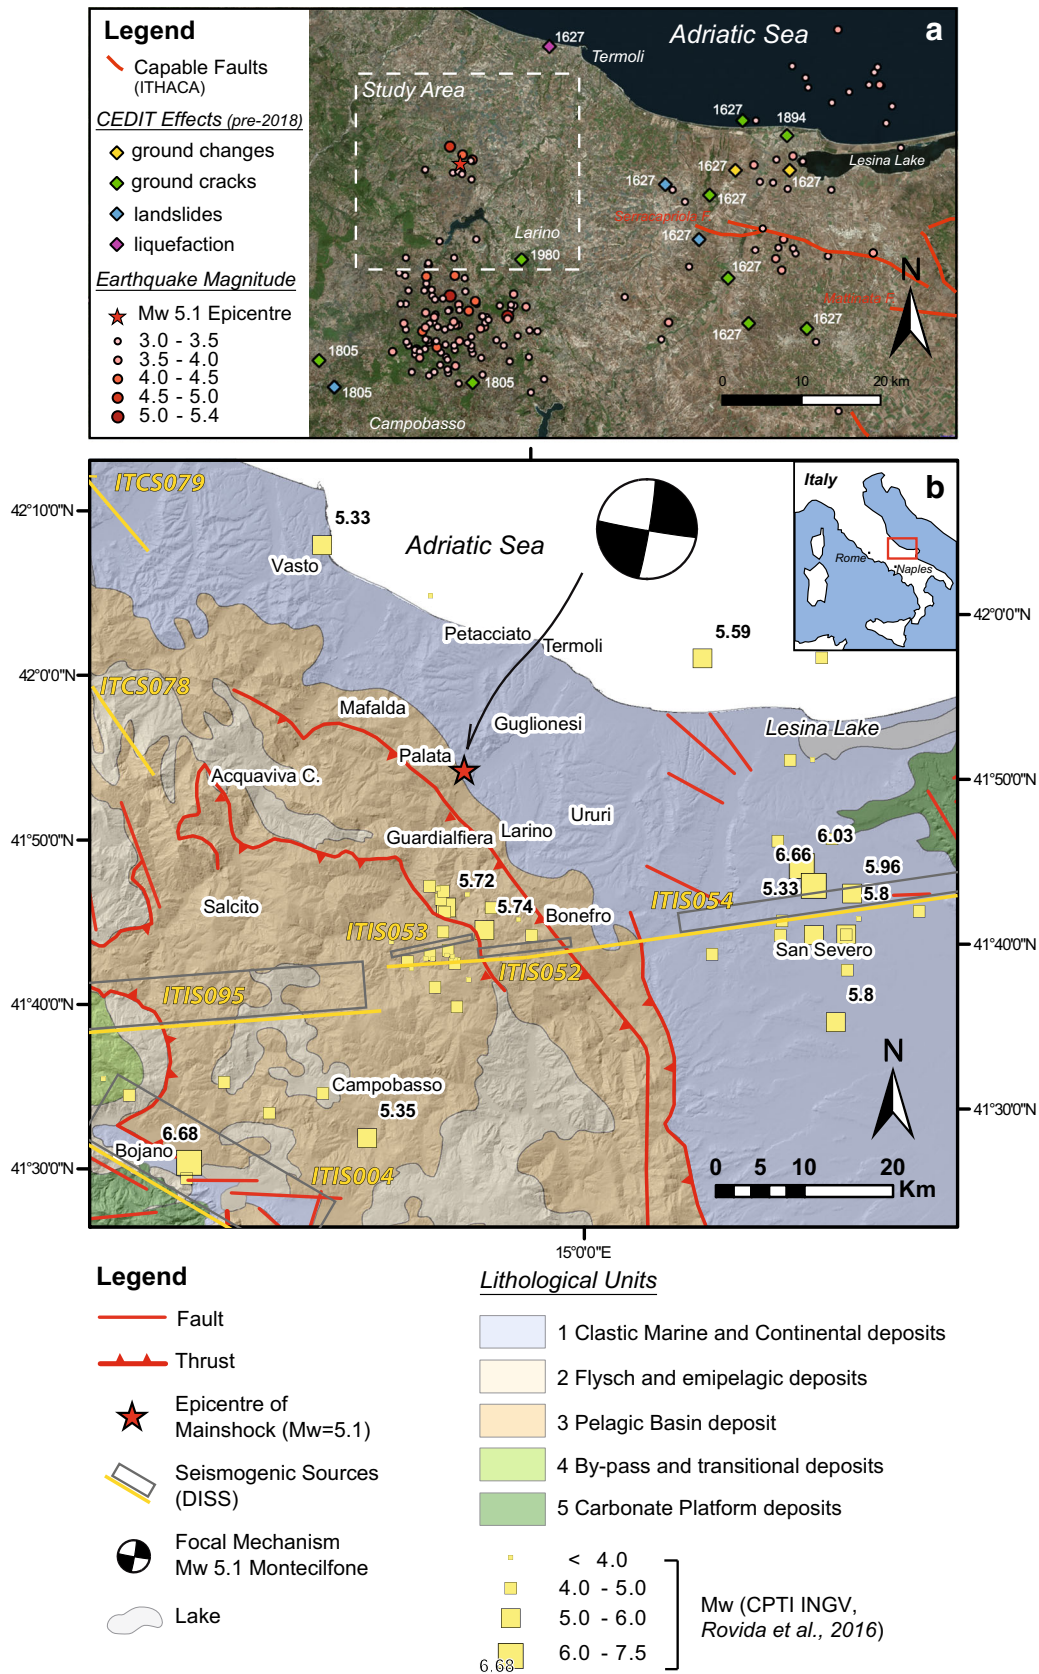 Legend
Capable Faults
(ITHACA)
CEDIT Effects (pre-2018)
ground changes
ground cracks
landslides
liquefaction
Earthquake Magnitude
Mw 5.1 Epicentre
3.0 - 3.5
3.5 - 4.0
4.0 - 4.5
4.5 - 5.0
5.0 - 5.4
a
Adriatic Sea
1627
Termoli
Study Area
1627
1894
Lesina Lake
1627
1627
1627
1627
1627
Larino
1980
1627
N
1627
1805
1805
1805
Campobasso
0 10 20 km
b
ITCS079
42°10'0"N
5.33
Adriatic Sea
Vasto
Italy
Rome
Naples
42°0'0"N
Petacciato
Termoli
5.59
42°0'0"N
ITCS078
Mafalda
Guglionesi
Lesina Lake
Palata
Acquaviva C.
41°50'0"N
Ururi
41°50'0"N
Guardialfiera
Larino
6.03
6.66
5.96
5.72
5.33
5.8
Salcito
5.74
Bonefro
ITIS054
ITIS053
San Severo
41°40'0"N
ITIS052
ITIS095
41°40'0"N
5.8
N
Campobasso
5.35
41°30'0"N
6.68
Bojano
41°30'0"N
ITIS004
0 5 10 20
Km
15°0'0"E
Legend
Fault
Thrust
Epicentre of
Mainshock (Mw=5.1)
Seismogenic Sources
(DISS)
Focal Mechanism
Mw 5.1 Montecilfone
Lake
Lithological Units
1 Clastic Marine and Continental deposits
2 Flysch and emipelagic deposits
3 Pelagic Basin deposit
4 By-pass and transitional deposits
5 Carbonate Platform deposits
< 4.0
4.0 - 5.0
5.0 - 6.0
6.0 - 7.5
6.68
Mw (CPTI INGV,
Rovida et al., 2016)